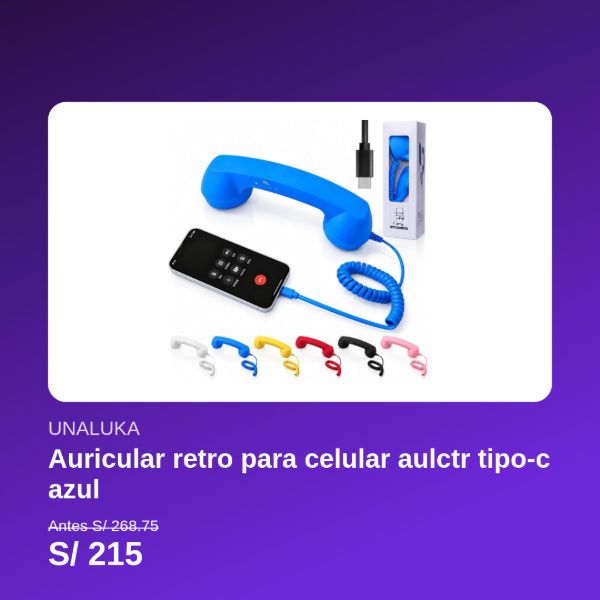 UNALUKA
Auricular retro para celular aulctr tipo-c
azul
Antes S/ 268.75
S/ 215